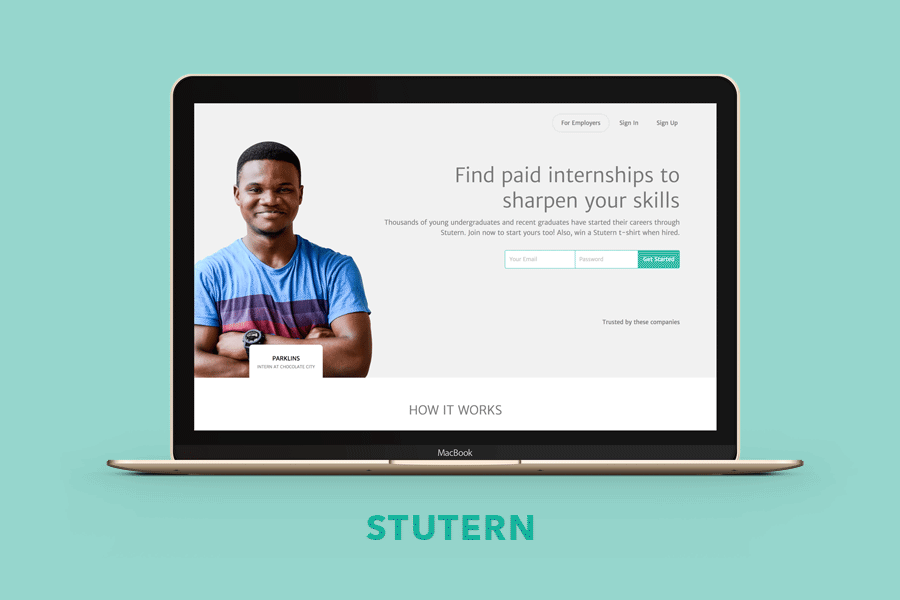 For Employers
Sign In
Sign Up
Find paid internships to
sharpen your skills
Thousands of young undergraduates and recent graduates have started their careers through
Stutern. Join now to start yours too! Also, win a Stutern t-shirt when hired.
Your Email
Password
Get Started
Trusted by these companies
PARKLINS
INTERN AT CHOCOLATE CITY
HOW IT WORKS
MacBook
STUTERN